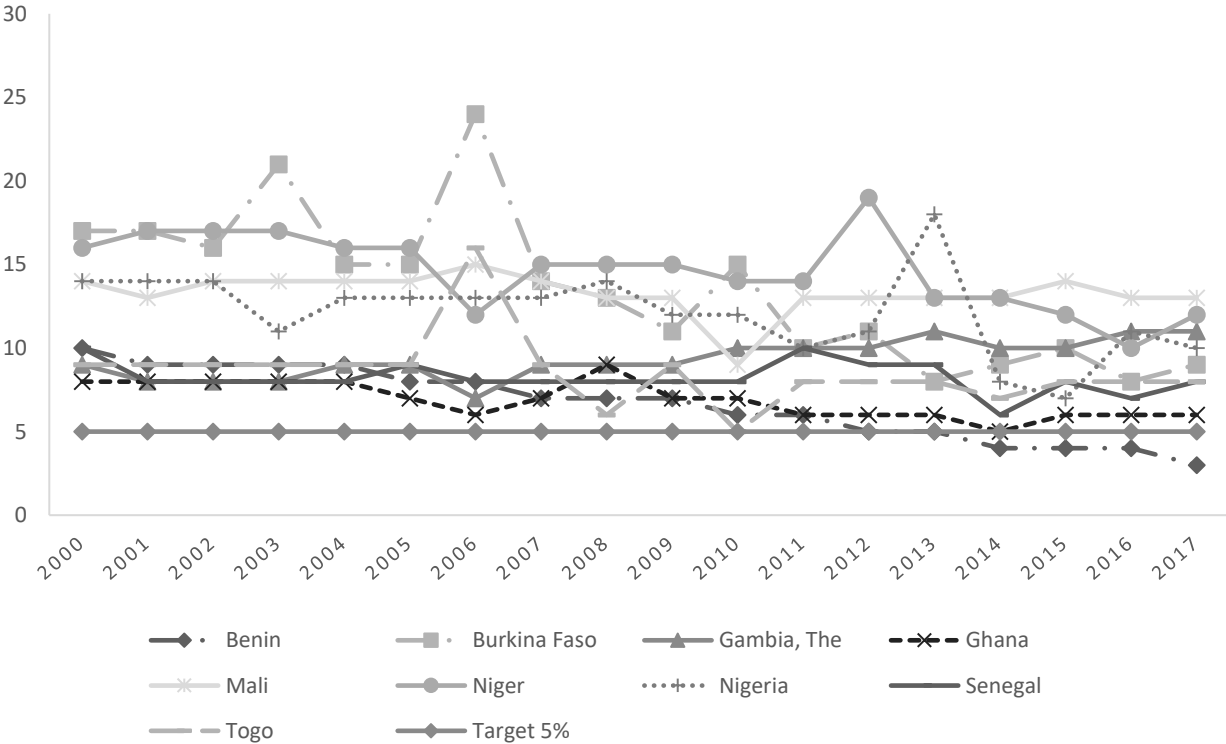 30
25
20
15
10
5
0
2000 2001 2002 2003 2004 2005 2006 2007 2008 2009 2010 2011 2012 2013 2014 2015 2016 2017
Benin Burkina Faso Gambia, The Ghana
Mali Niger Nigeria Senegal
Togo Target 5%